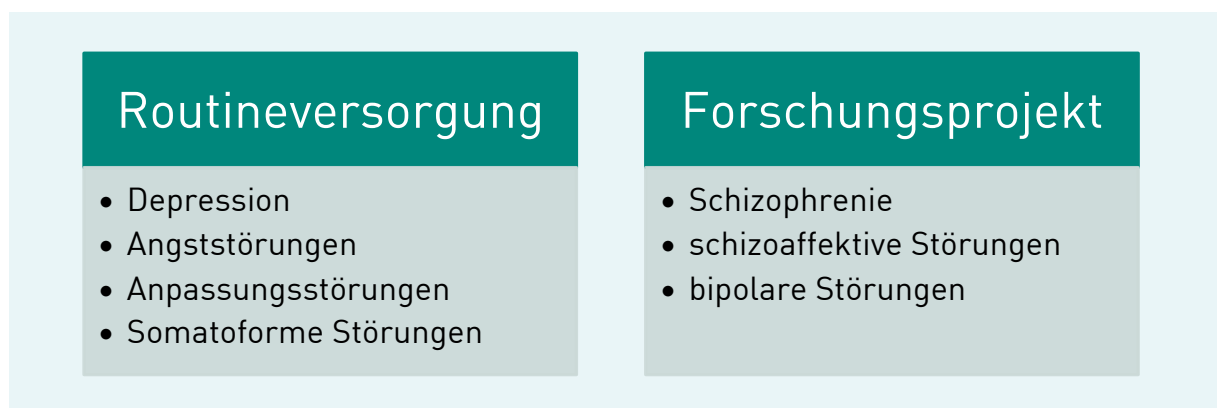 Routineversorgung
• Depression
• Angststörungen
• Anpassungsstörungen
• Somatoforme Störungen
Forschungsprojekt
• Schizophrenie
• schizoaffektive Störungen
• bipolare Störungen